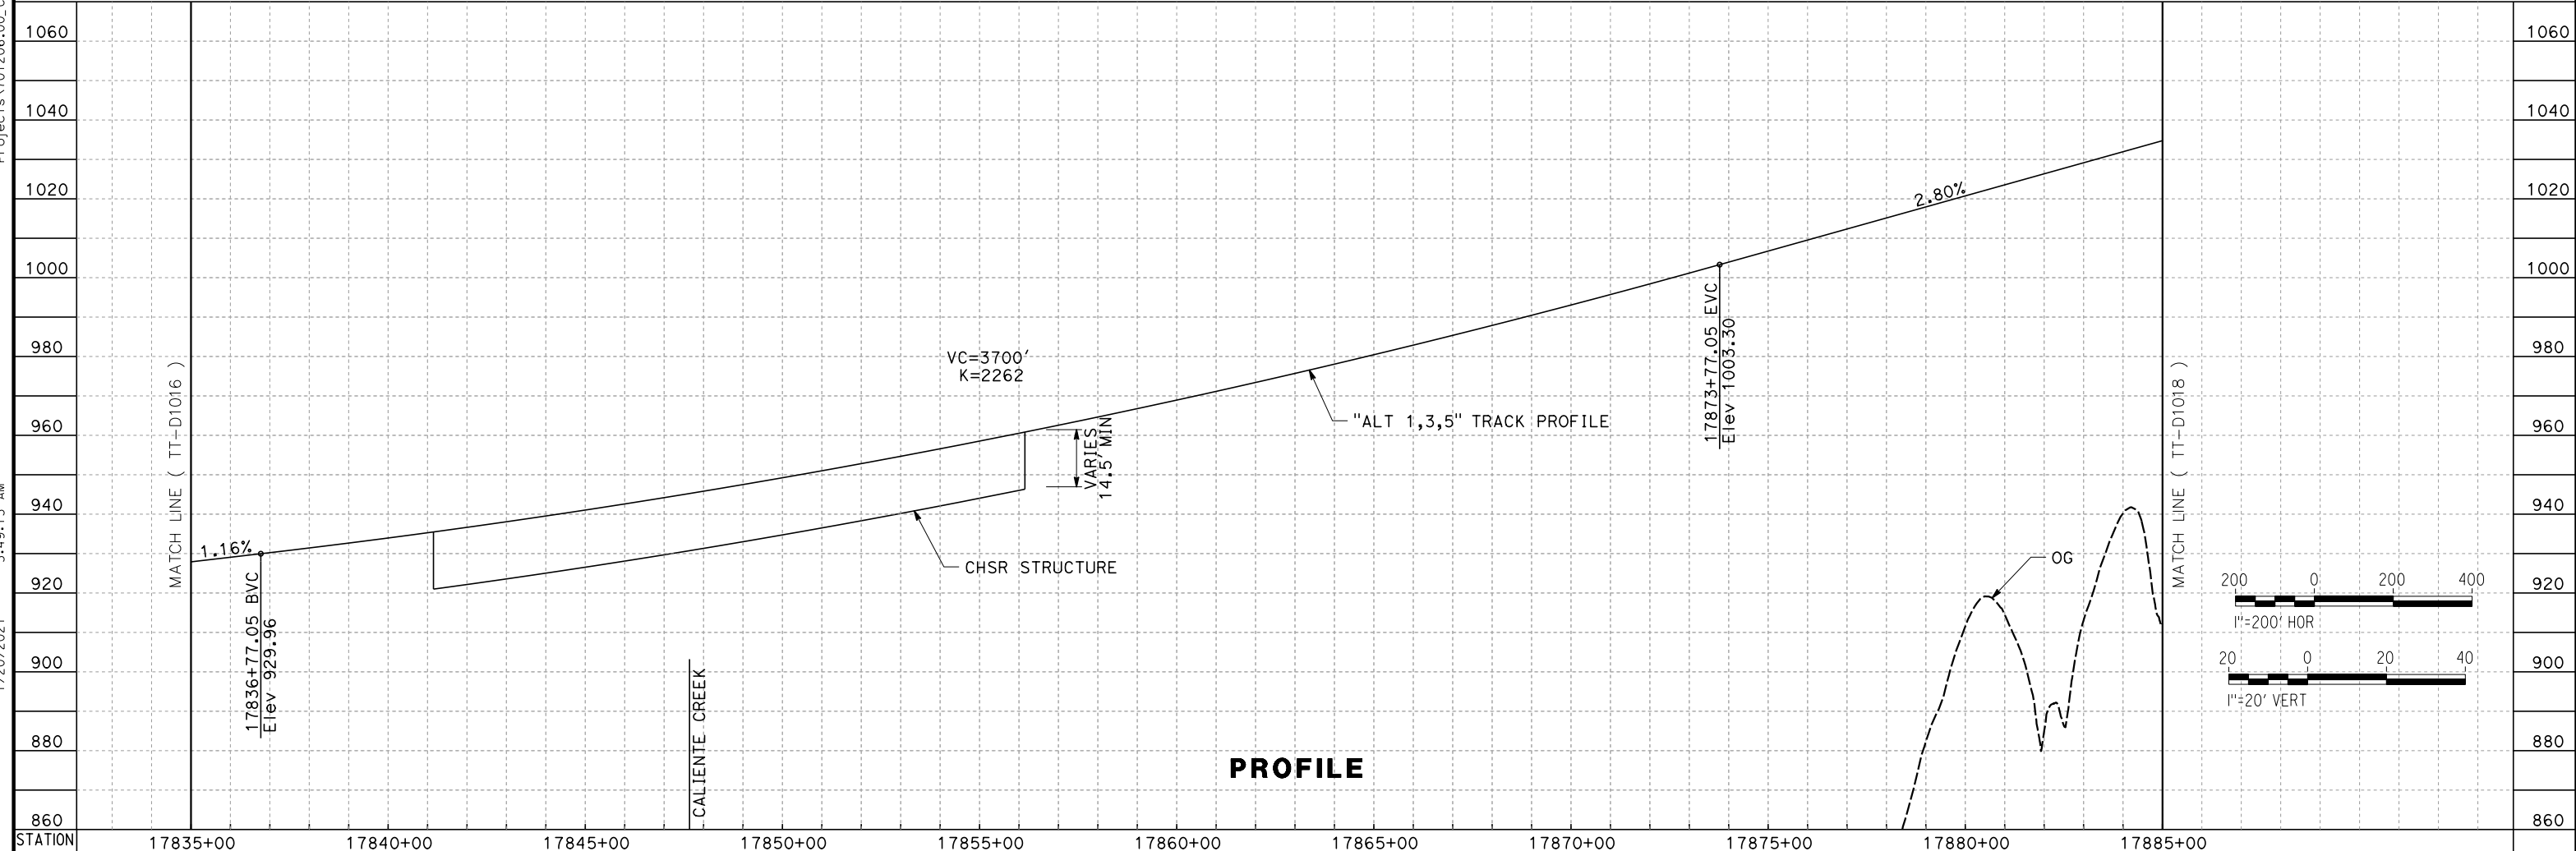 1060
1040
1020
1000
980
960
940
920
900
880
860
STATION
MATCH LINE ( TT-D1016 )
1.16%
17836+77.05 BVC
Elev 929.96
VC=3700'
K=2262
VARIES
14.5' MIN
CHSR STRUCTURE
"ALT 1,3,5" TRACK PROFILE
CALIENTE CREEK
17873+77.05 EVC
Elev 1003.30
2.80%
OG
PROFILE
MATCH LINE ( TT-D1018 )
200 0 200 400
1"=200' HOR
20 0 20 40
1"=20' VERT
1060
1040
1020
1000
980
960
940
920
900
880
860
17835+00 17840+00 17845+00 17850+00 17855+00 17860+00 17865+00 17870+00 17875+00 17880+00 17885+00